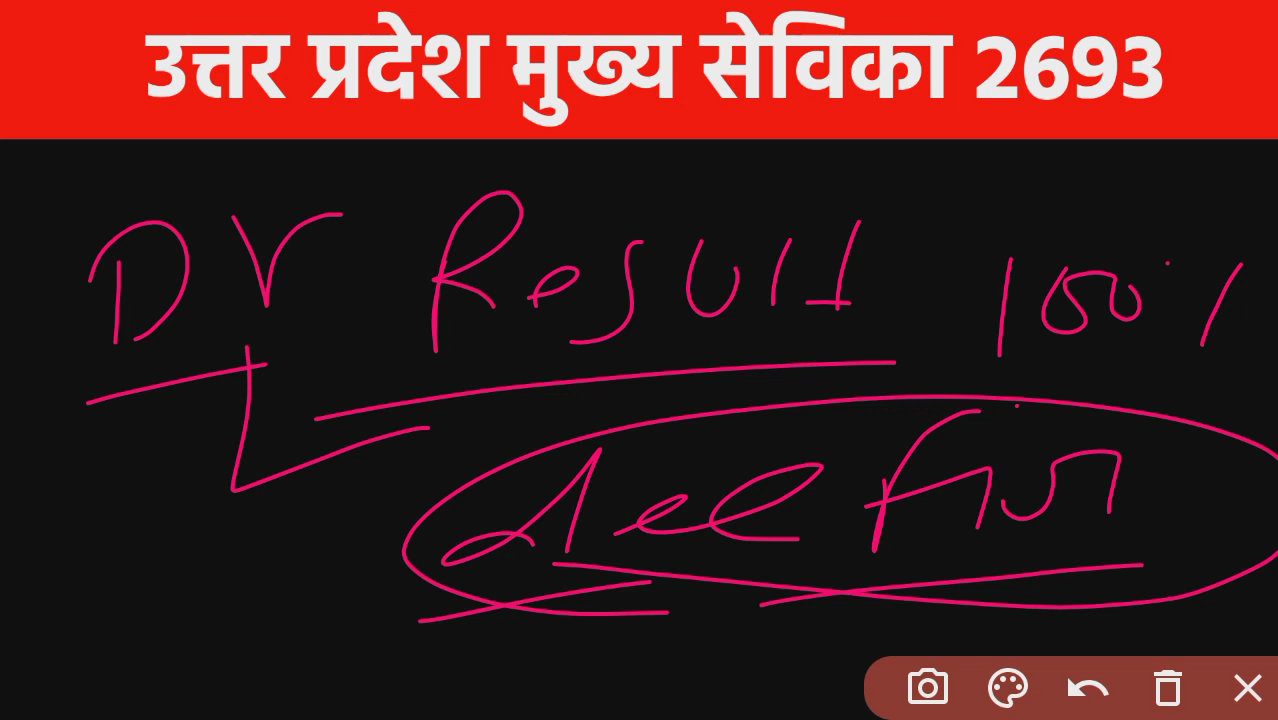 उत्तर प्रदेश मुख्य सेविका 2693
DV Result 100%